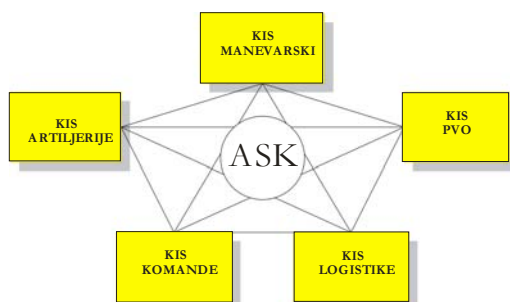 KIS
MANEVARSKI
KIS
ARTILJERIJE
KIS
PVO
ASK
KIS
KOMANDE
KIS
LOGISTIKE